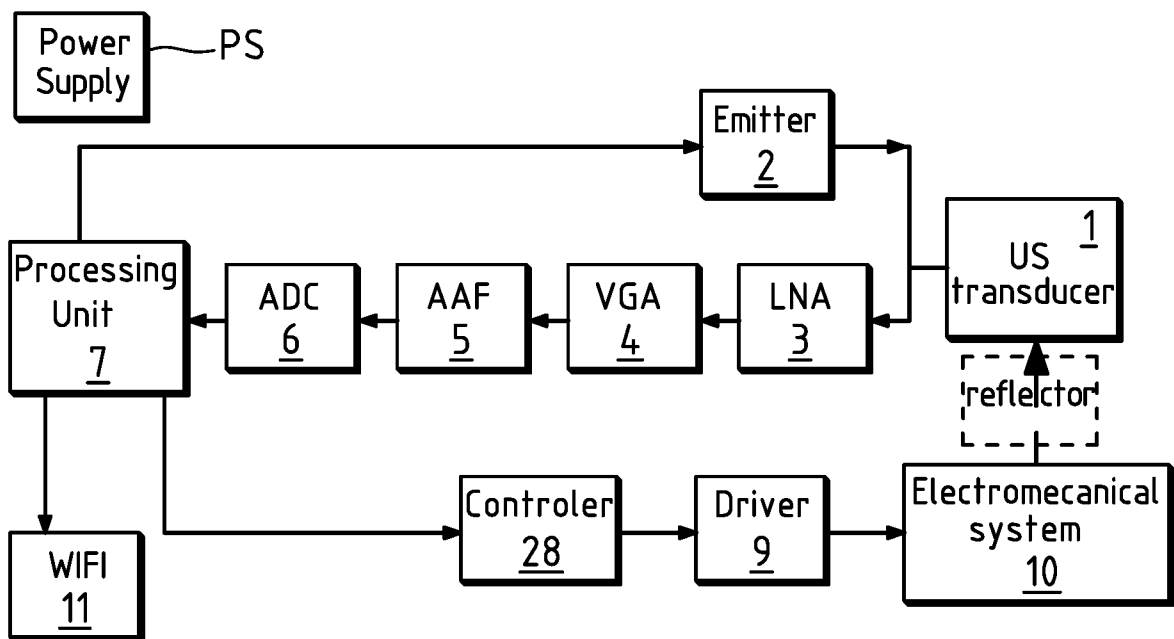 Power
Supply
PS
Emitter
2
1
US
transducer
Processing
Unit
7
ADC
6
AAF
5
VGA
4
LNA
3
reflector
Controler
28
Driver
9
Electromecanical
system
10
WIFI
11